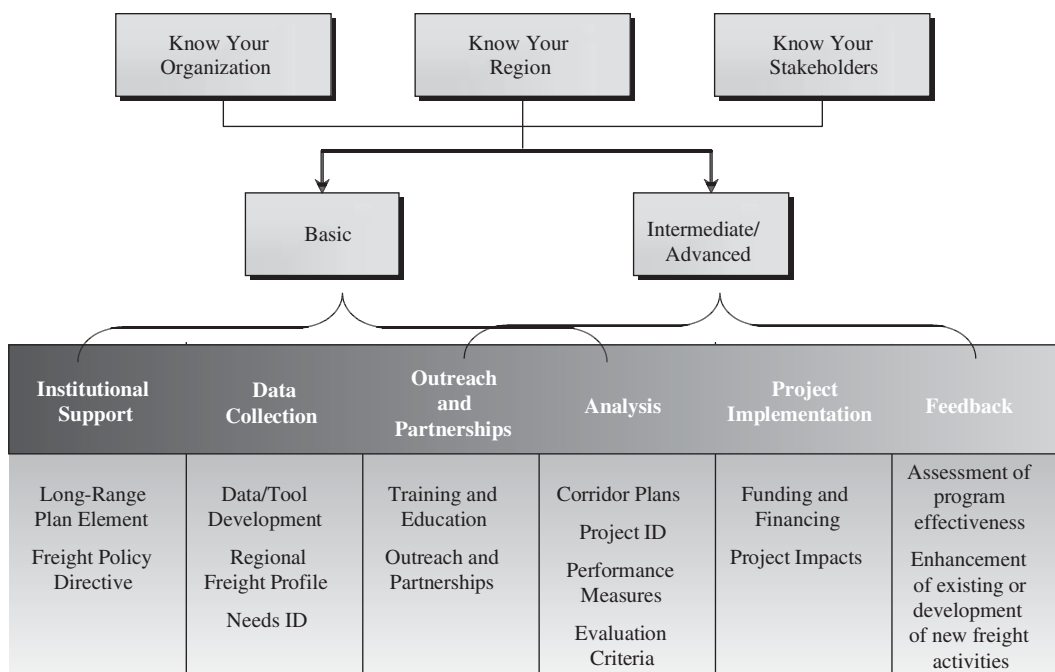 Know Your
Organization
Know Your
Region
Know Your
Stakeholders
Basic
Intermediate/
Advanced
Institutional
Support
Data
Collection
Outreach
and
Partnerships
Analysis
Project
Implementation
Feedback
Long-Range
Plan Element
Freight Policy
Directive
Data/Tool
Development
Regional
Freight Profile
Needs ID
Training and
Education
Outreach and
Partnerships
Corridor Plans
Project ID
Performance
Measures
Evaluation
Criteria
Funding and
Financing
Project Impacts
Assessment of
program
effectiveness
Enhancement
of existing or
development
of new freight
activities